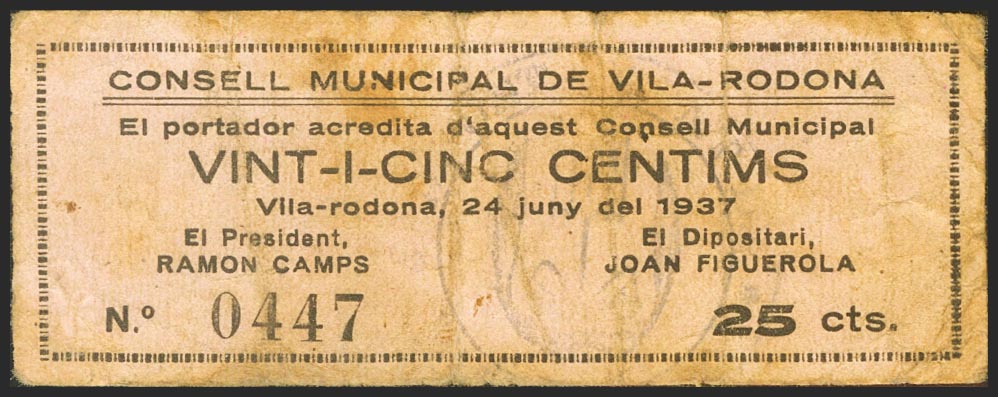 CONSELL MUNICIPAL DE VILA-RODONA
El portador acredita d'aquest Consell Municipal
VINT-I-CINC CENTIMS
Vila-rodona, 24 juny del 1937
El President,
RAMON CAMPS
El Dipositari,
JOAN FIGUEROLA
N.º 0447
25 cts.